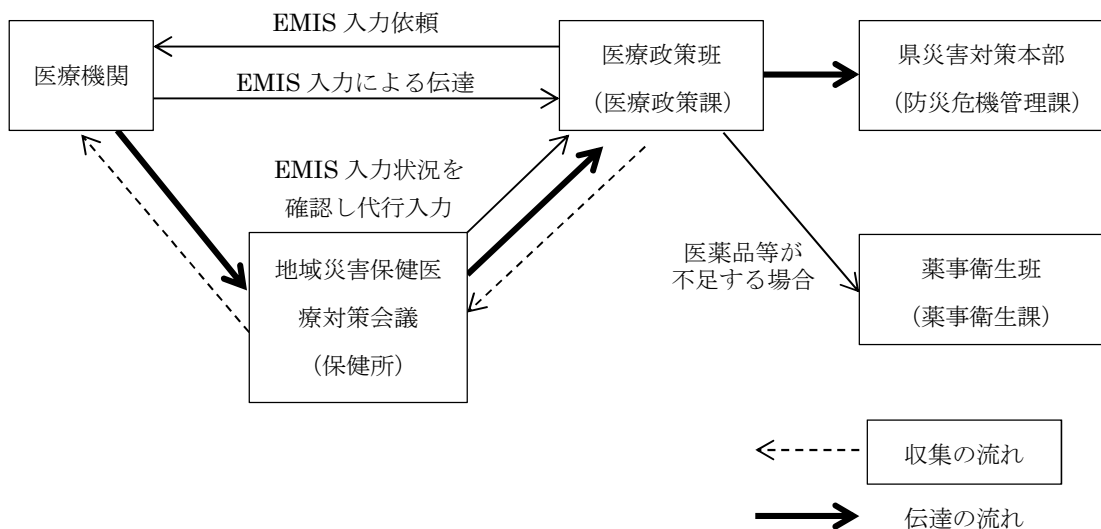 EMIS 入力依頼
医療機関
EMIS 入力による伝達
医療政策班
（医療政策課）
県災害対策本部
（防災危機管理課）
EMIS 入力状況を
確認し代行入力
地域災害保健医
療対策会議
（保健所）
医薬品等が
不足する場合
薬事衛生班
（薬事衛生課）
収集の流れ
伝達の流れ